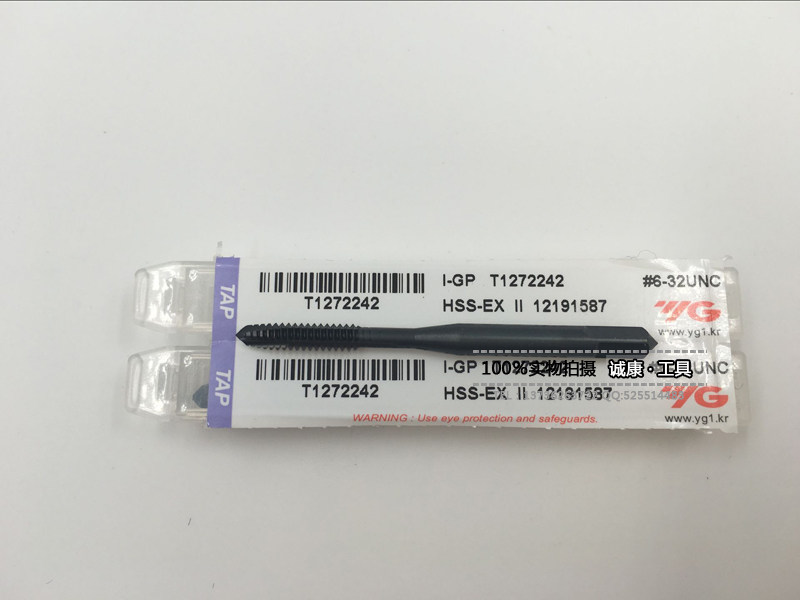 TAP
T1272242
I-GP T1272242 #6-32UNC
HSS-EX II 12191587
YG
www.yg1.kr
TAP
T1272242
I-GP
UNC
100%实物拍摄 诚康·工具
HSS-EX II 12191587
YG
WARNING : Use eye protection and safeguards.
www.yg1.kr